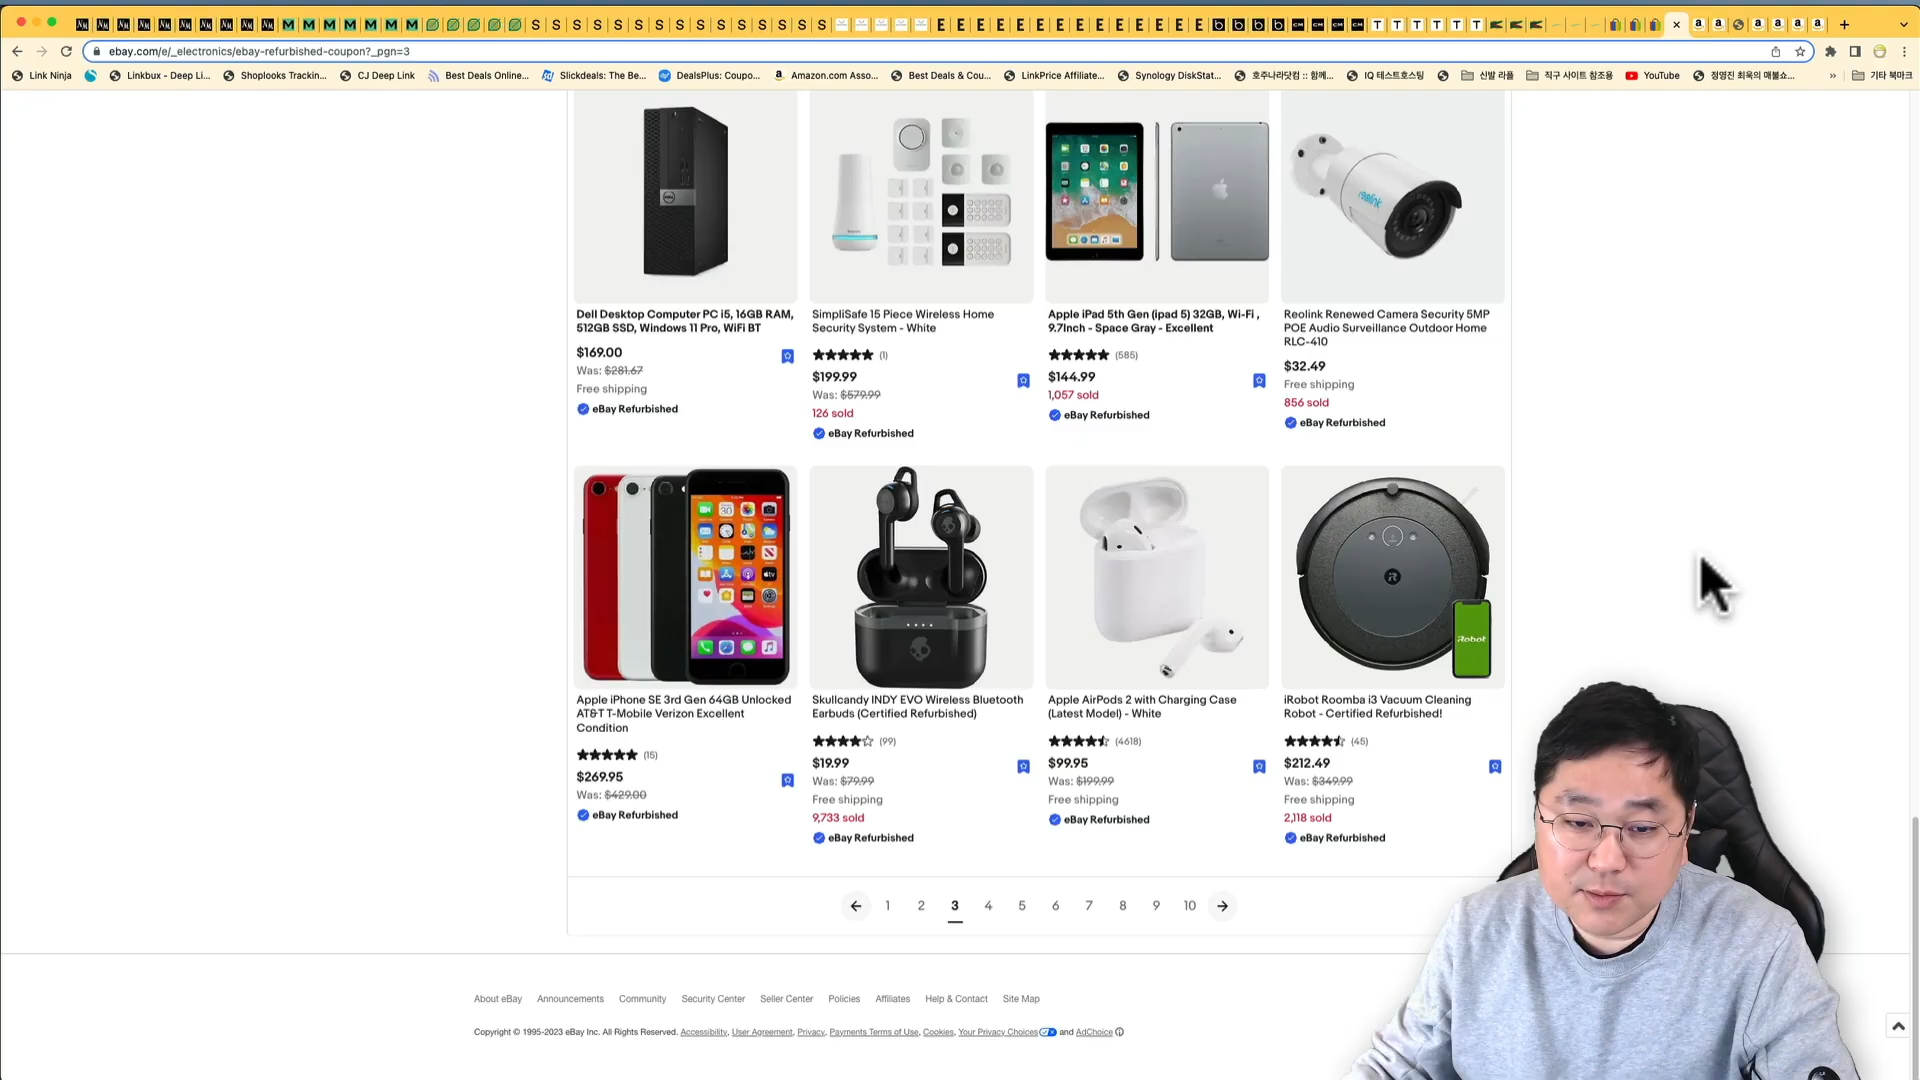 ebay.com/e/_electronics/ebay-refurbished-coupon?_pgn=3
Link Ninja
Linkbux - Deep Li...
Shoplooks Trackin...
CJ Deep Link
Best Deals Online...
Slickdeals: The Be...
DealsPlus: Coupo...
Amazon.com Asso...
Best Deals & Cou...
LinkPrice Affiliate...
Synology DiskStat...
호주나라닷컴 :: 함께...
IQ 테스트호스팅
신발 라플
직구 사이트 참조용
YouTube
정영진 최욱의 매불쇼...
»
기타 북마크
Dell Desktop Computer PC i5, 16GB RAM,
512GB SSD, Windows 11 Pro, WiFi BT
$169.00
Was: $281.67
Free shipping
eBay Refurbished
SimpliSafe 15 Piece Wireless Home
Security System - White
(1)
$199.99
Was: $579.99
126 sold
eBay Refurbished
Apple iPad 5th Gen (ipad 5) 32GB, Wi-Fi ,
9.7Inch - Space Gray - Excellent
(585)
$144.99
1,057 sold
eBay Refurbished
reolink
Reolink Renewed Camera Security 5MP
POE Audio Surveillance Outdoor Home
RLC-410
$32.49
Free shipping
856 sold
eBay Refurbished
Apple iPhone SE 3rd Gen 64GB Unlocked
AT&T T-Mobile Verizon Excellent
Condition
(15)
$269.95
Was: $429.00
eBay Refurbished
Skullcandy INDY EVO Wireless Bluetooth
Earbuds (Certified Refurbished)
(99)
$19.99
Was: $79.99
Free shipping
9,733 sold
eBay Refurbished
Apple AirPods 2 with Charging Case
(Latest Model) - White
(4618)
$99.95
Was: $199.99
Free shipping
eBay Refurbished
iRobot
iRobot Roomba i3 Vacuum Cleaning
Robot - Certified Refurbished!
(45)
$212.49
Was: $349.99
Free shipping
2,118 sold
eBay Refurbished
1 2 3 4 5 6 7 8 9 10
About eBay Announcements Community Security Center Seller Center Policies Affiliates Help & Contact Site Map
Copyright © 1995-2023 eBay Inc. All Rights Reserved. Accessibility, User Agreement, Privacy, Payments Terms of Use, Cookies, Your Privacy Choices and AdChoice